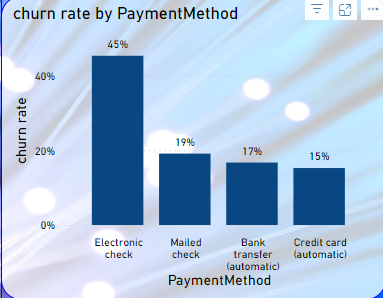 churn rate by PaymentMethod
45%
40%
19%
17%
15%
20%
0%
churn rate
Electronic
check
Mailed
check
Bank
transfer
(automatic)
Credit card
(automatic)
PaymentMethod